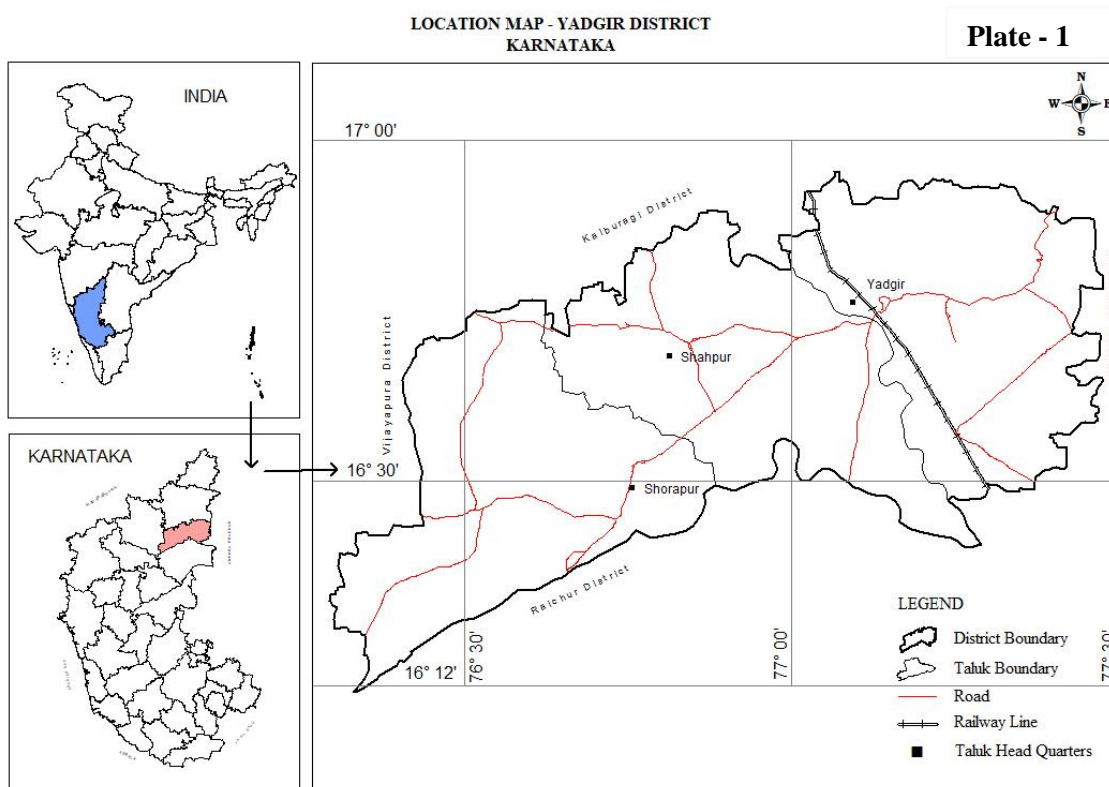 LOCATION MAP - YADGIR DISTRICT
KARNATAKA
Plate - 1
INDIA
N
W
E
S
17° 00'
Kalburagi District
Yadgir
Vijayapura District
Shahpur
KARNATAKA
16° 30'
Shorapur
Raichur District
LEGEND
District Boundary
16° 12'
76° 30'
77° 00'
77° 30'
Taluk Boundary
Road
Railway Line
Taluk Head Quarters